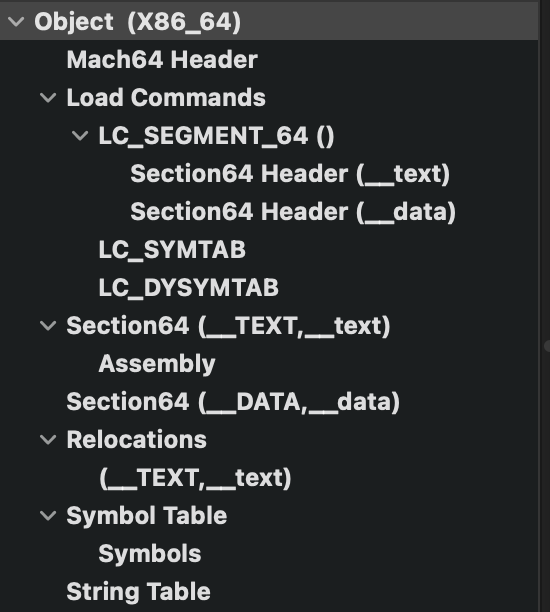 Object (X86_64)
Mach64 Header
Load Commands
LC_SEGMENT_64 ()
Section64 Header (__text)
Section64 Header (__data)
LC_SYMTAB
LC_DYSYMTAB
Section64 (__TEXT,__text)
Assembly
Section64 (__DATA,__data)
Relocations
(__TEXT,__text)
Symbol Table
Symbols
String Table